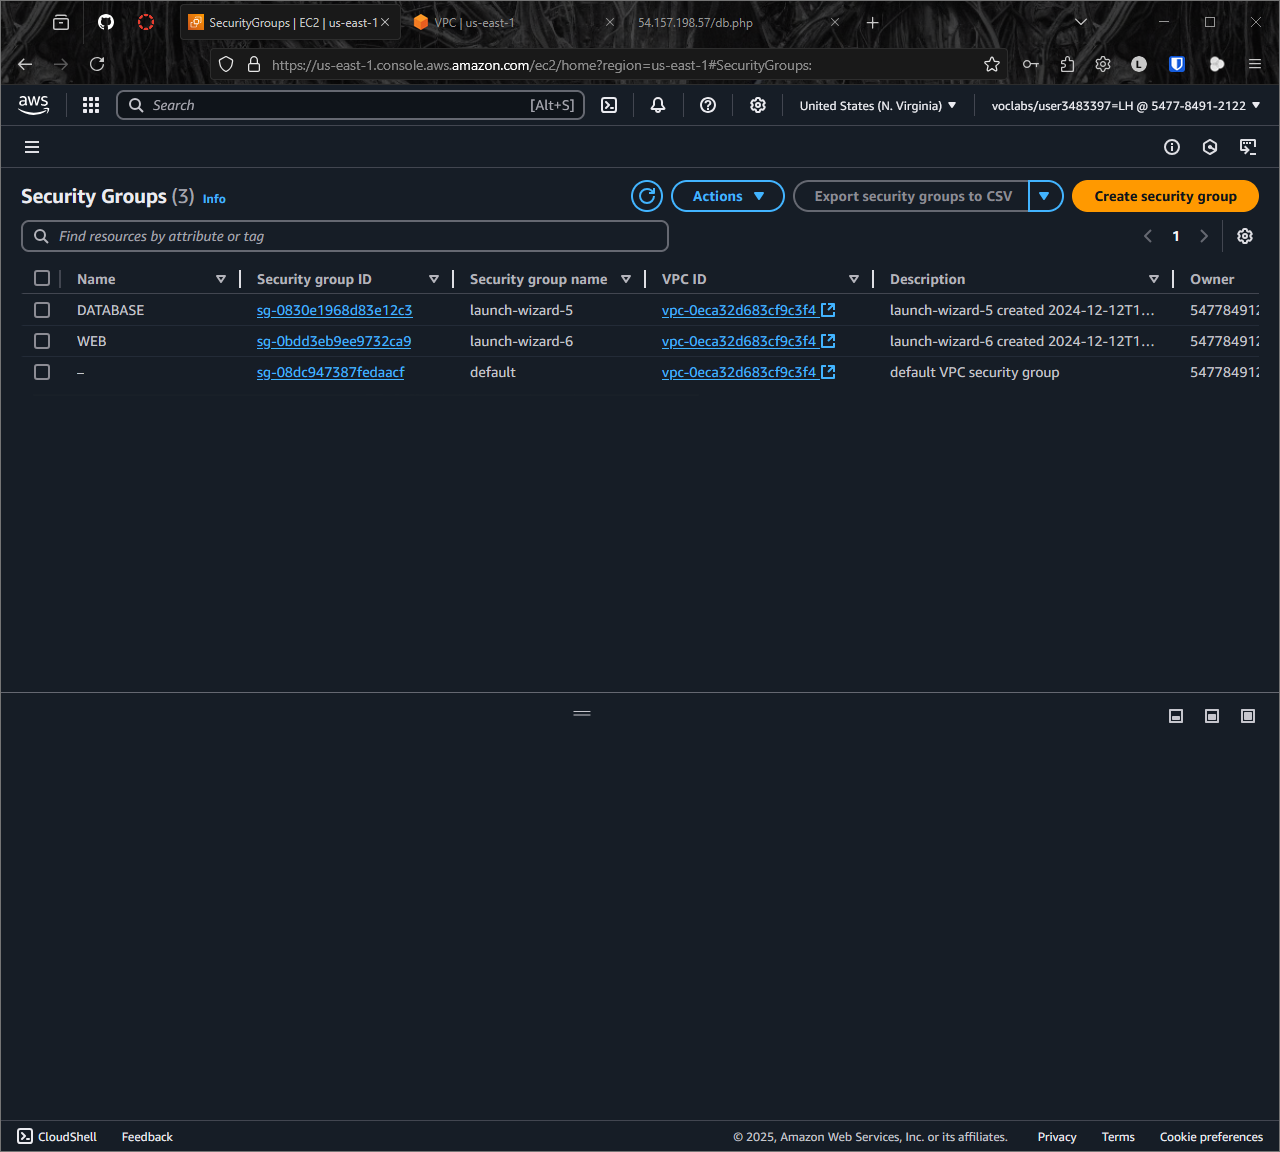 SecurityGroups | EC2 | us-east-1
VPC | us-east-1
54.157.198.57/db.php
https://us-east-1.console.aws.amazon.com/ec2/home?region=us-east-1#SecurityGroups:
L
aws
Search
[Alt+S]
United States (N. Virginia)
voclabs/user3483397=LH @ 5477-8491-2122
Security Groups (3) Info
Actions
Export security groups to CSV
Create security group
Find resources by attribute or tag
1
Name Security group ID Security group name VPC ID Description Owner
DATABASE sg-0830e1968d83e12c3 launch-wizard-5 vpc-0eca32d683cf9c3f4 launch-wizard-5 created 2024-12-12T1... 547784912
WEB sg-0bdd3eb9ee9732ca9 launch-wizard-6 vpc-0eca32d683cf9c3f4 launch-wizard-6 created 2024-12-12T1... 547784912
– sg-08dc947387fedaacf default vpc-0eca32d683cf9c3f4 default VPC security group 547784912
CloudShell Feedback © 2025, Amazon Web Services, Inc. or its affiliates. Privacy Terms Cookie preferences